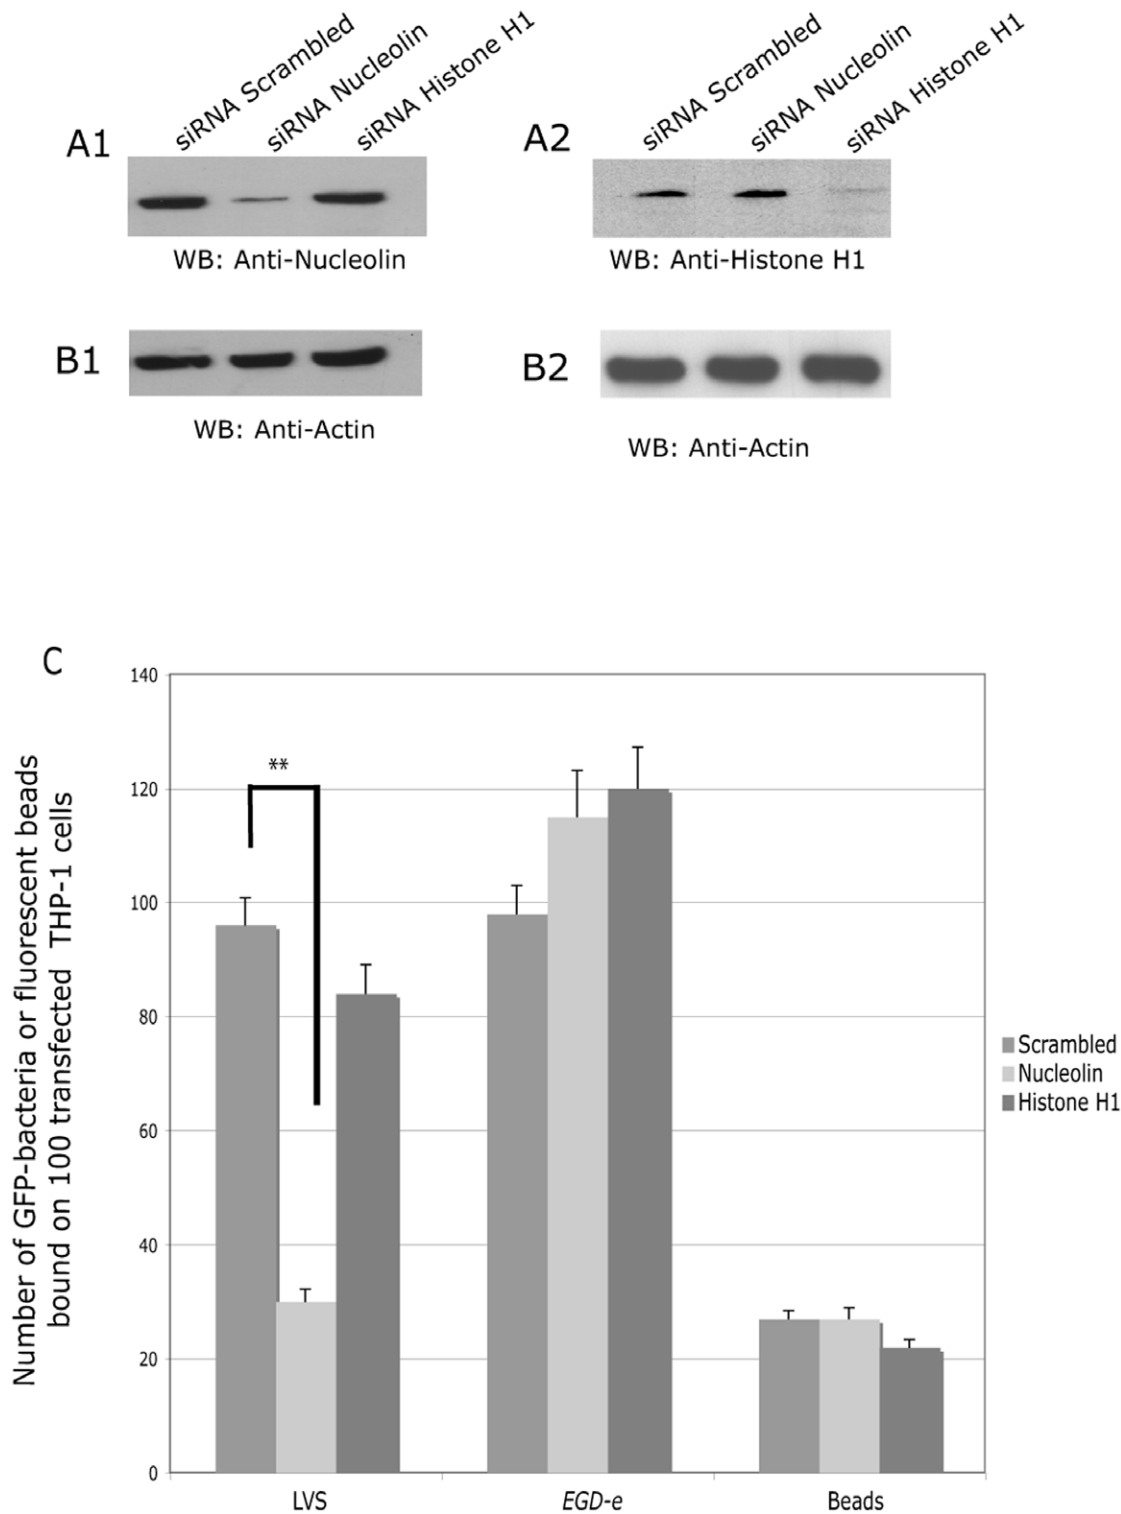 siRNA Scrambled
siRNA Nucleolin
siRNA Histone H1
A1
WB: Anti-Nucleolin
siRNA Scrambled
siRNA Nucleolin
siRNA Histone H1
A2
WB: Anti-Histone H1
B1
WB: Anti-Actin
B2
WB: Anti-Actin
C
Number of GFP-bacteria or fluorescent beads
bound on 100 transfected THP-1 cells
140
120
100
80
60
40
20
0
**
LVS
EGD-e
Beads
Scrambled
Nucleolin
Histone H1